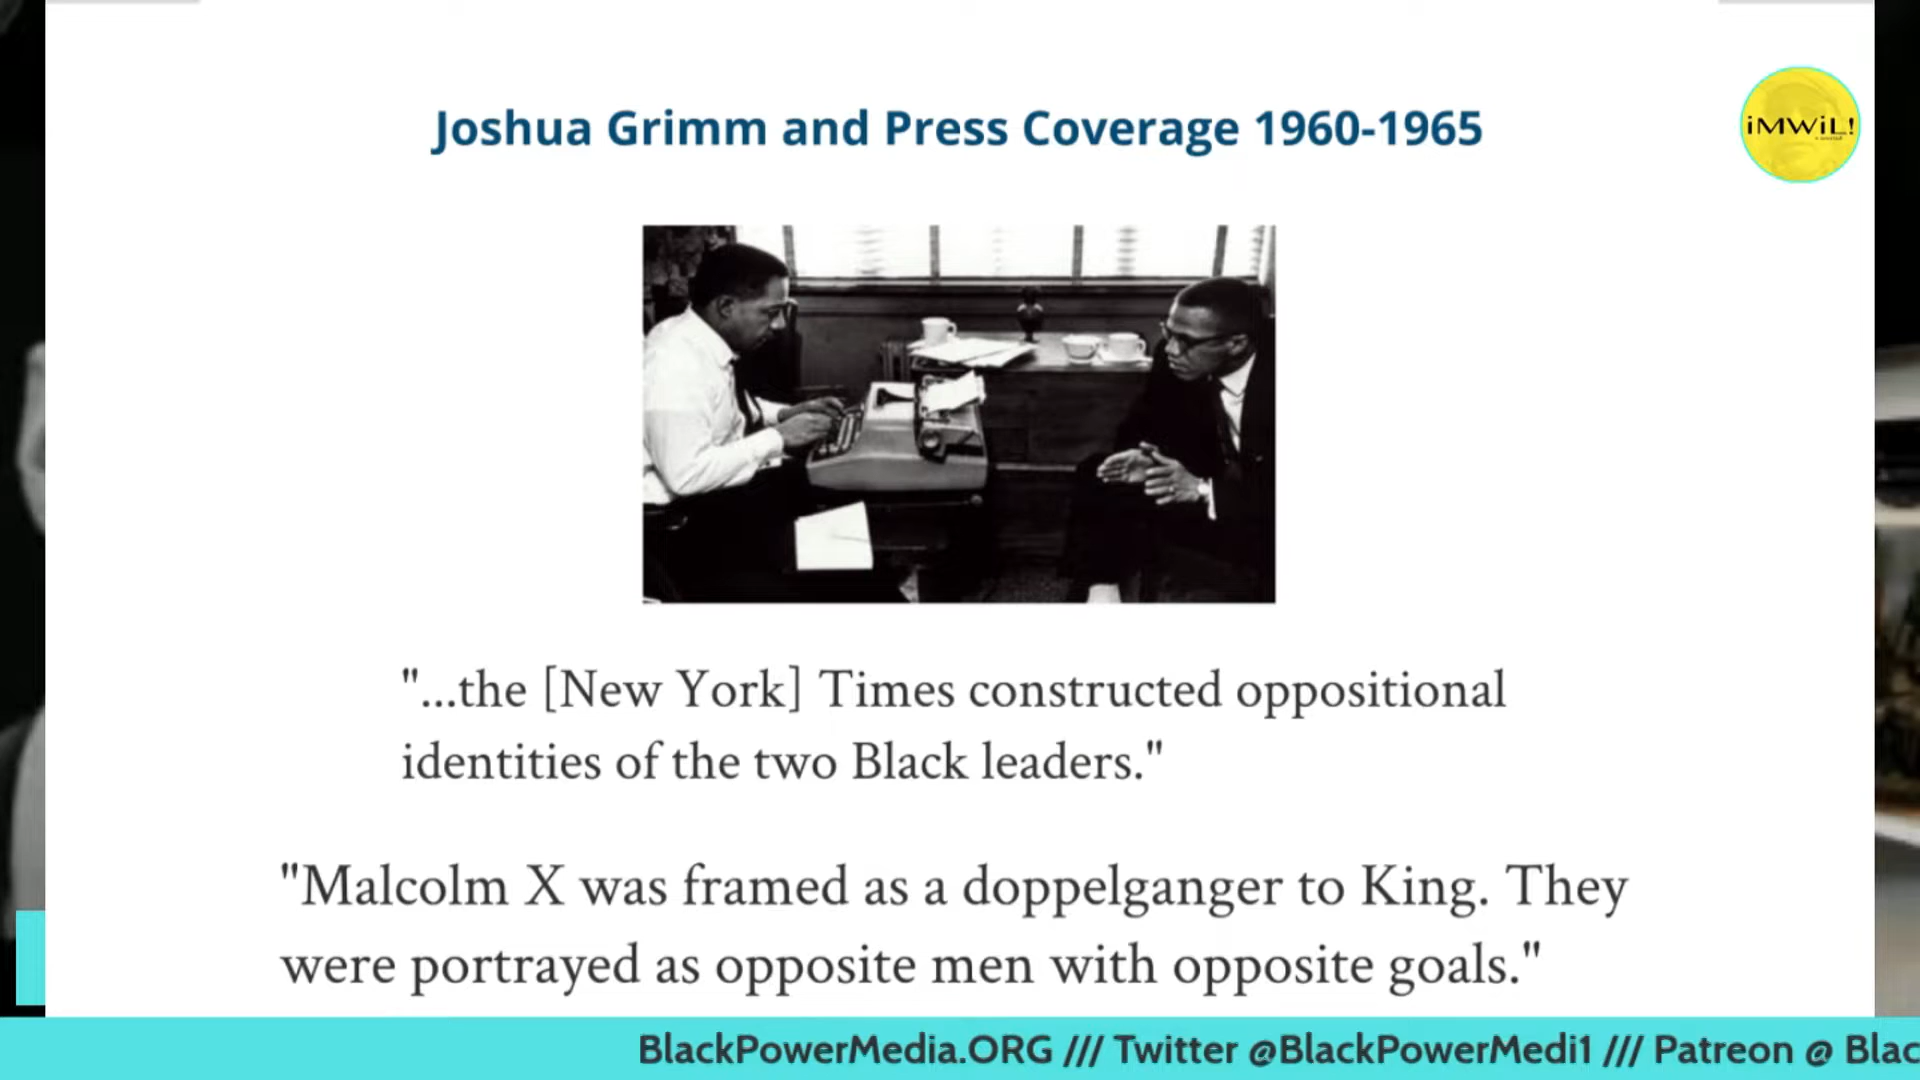 Joshua Grimm and Press Coverage 1960-1965
iMWiL!
"...the [New York] Times constructed oppositional
identities of the two Black leaders."
"Malcolm X was framed as a doppelganger to King. They
were portrayed as opposite men with opposite goals."
BlackPowerMedia.ORG /// Twitter @BlackPowerMedi1 /// Patreon @ Blac